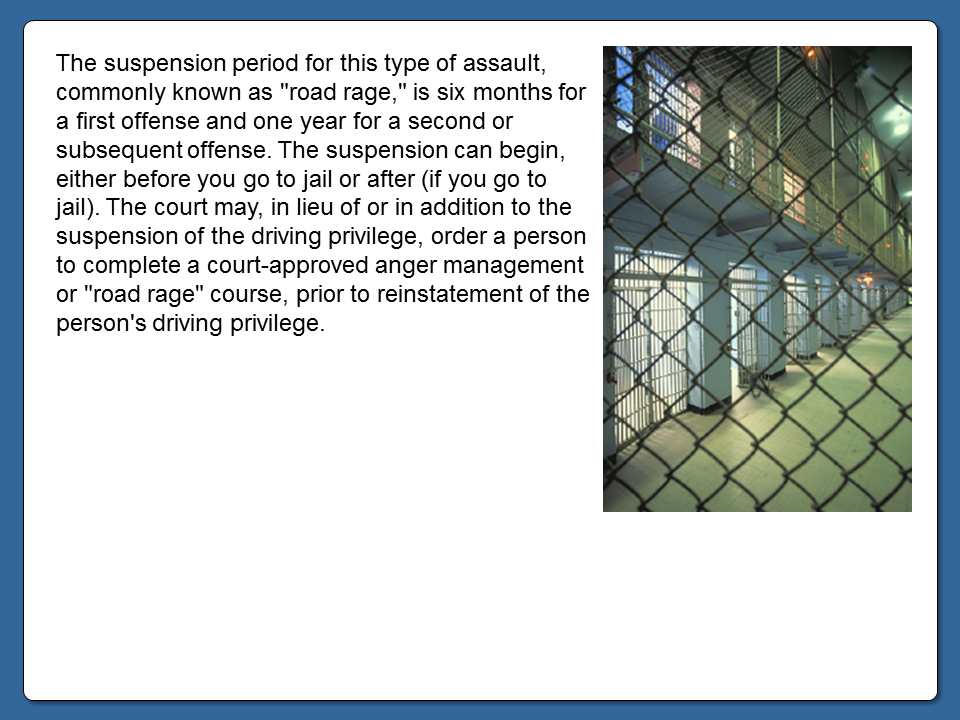 The suspension period for this type of assault,
commonly known as "road rage," is six months for
a first offense and one year for a second or
subsequent offense. The suspension can begin,
either before you go to jail or after (if you go to
jail). The court may, in lieu of or in addition to the
suspension of the driving privilege, order a person
to complete a court-approved anger management
or "road rage" course, prior to reinstatement of the
person's driving privilege.